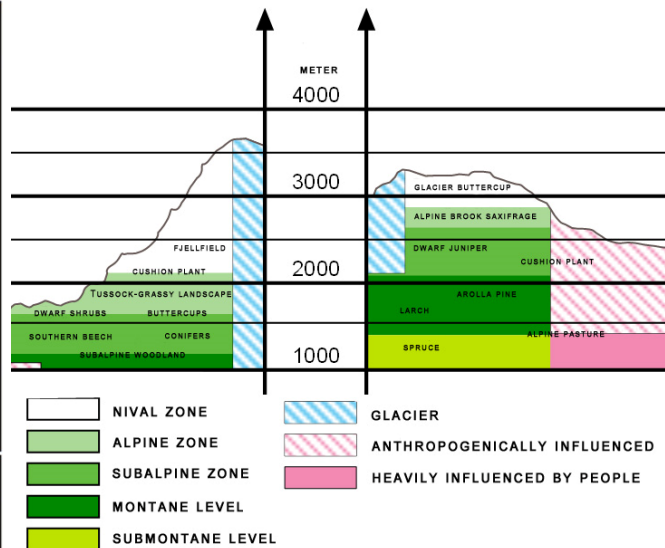 METER
4000
3000
2000
1000
FJELLFIELD
CUSHION PLANT
TUSSOCK-GRASSY LANDSCAPE
DWARF SHRUBS BUTTERCUPS
SOUTHERN BEECH CONIFERS
SUBALPINE WOODLAND
GLACIER BUTTERCUP
ALPINE BROOK SAXIFRAGE
DWARF JUNIPER
CUSHION PLANT
AROLLA PINE
LARCH
ALPINE PASTURE
SPRUCE
NIVAL ZONE
ALPINE ZONE
SUBALPINE ZONE
MONTANE LEVEL
SUBMONTANE LEVEL
GLACIER
ANTHROPOGENICALLY INFLUENCED
HEAVILY INFLUENCED BY PEOPLE